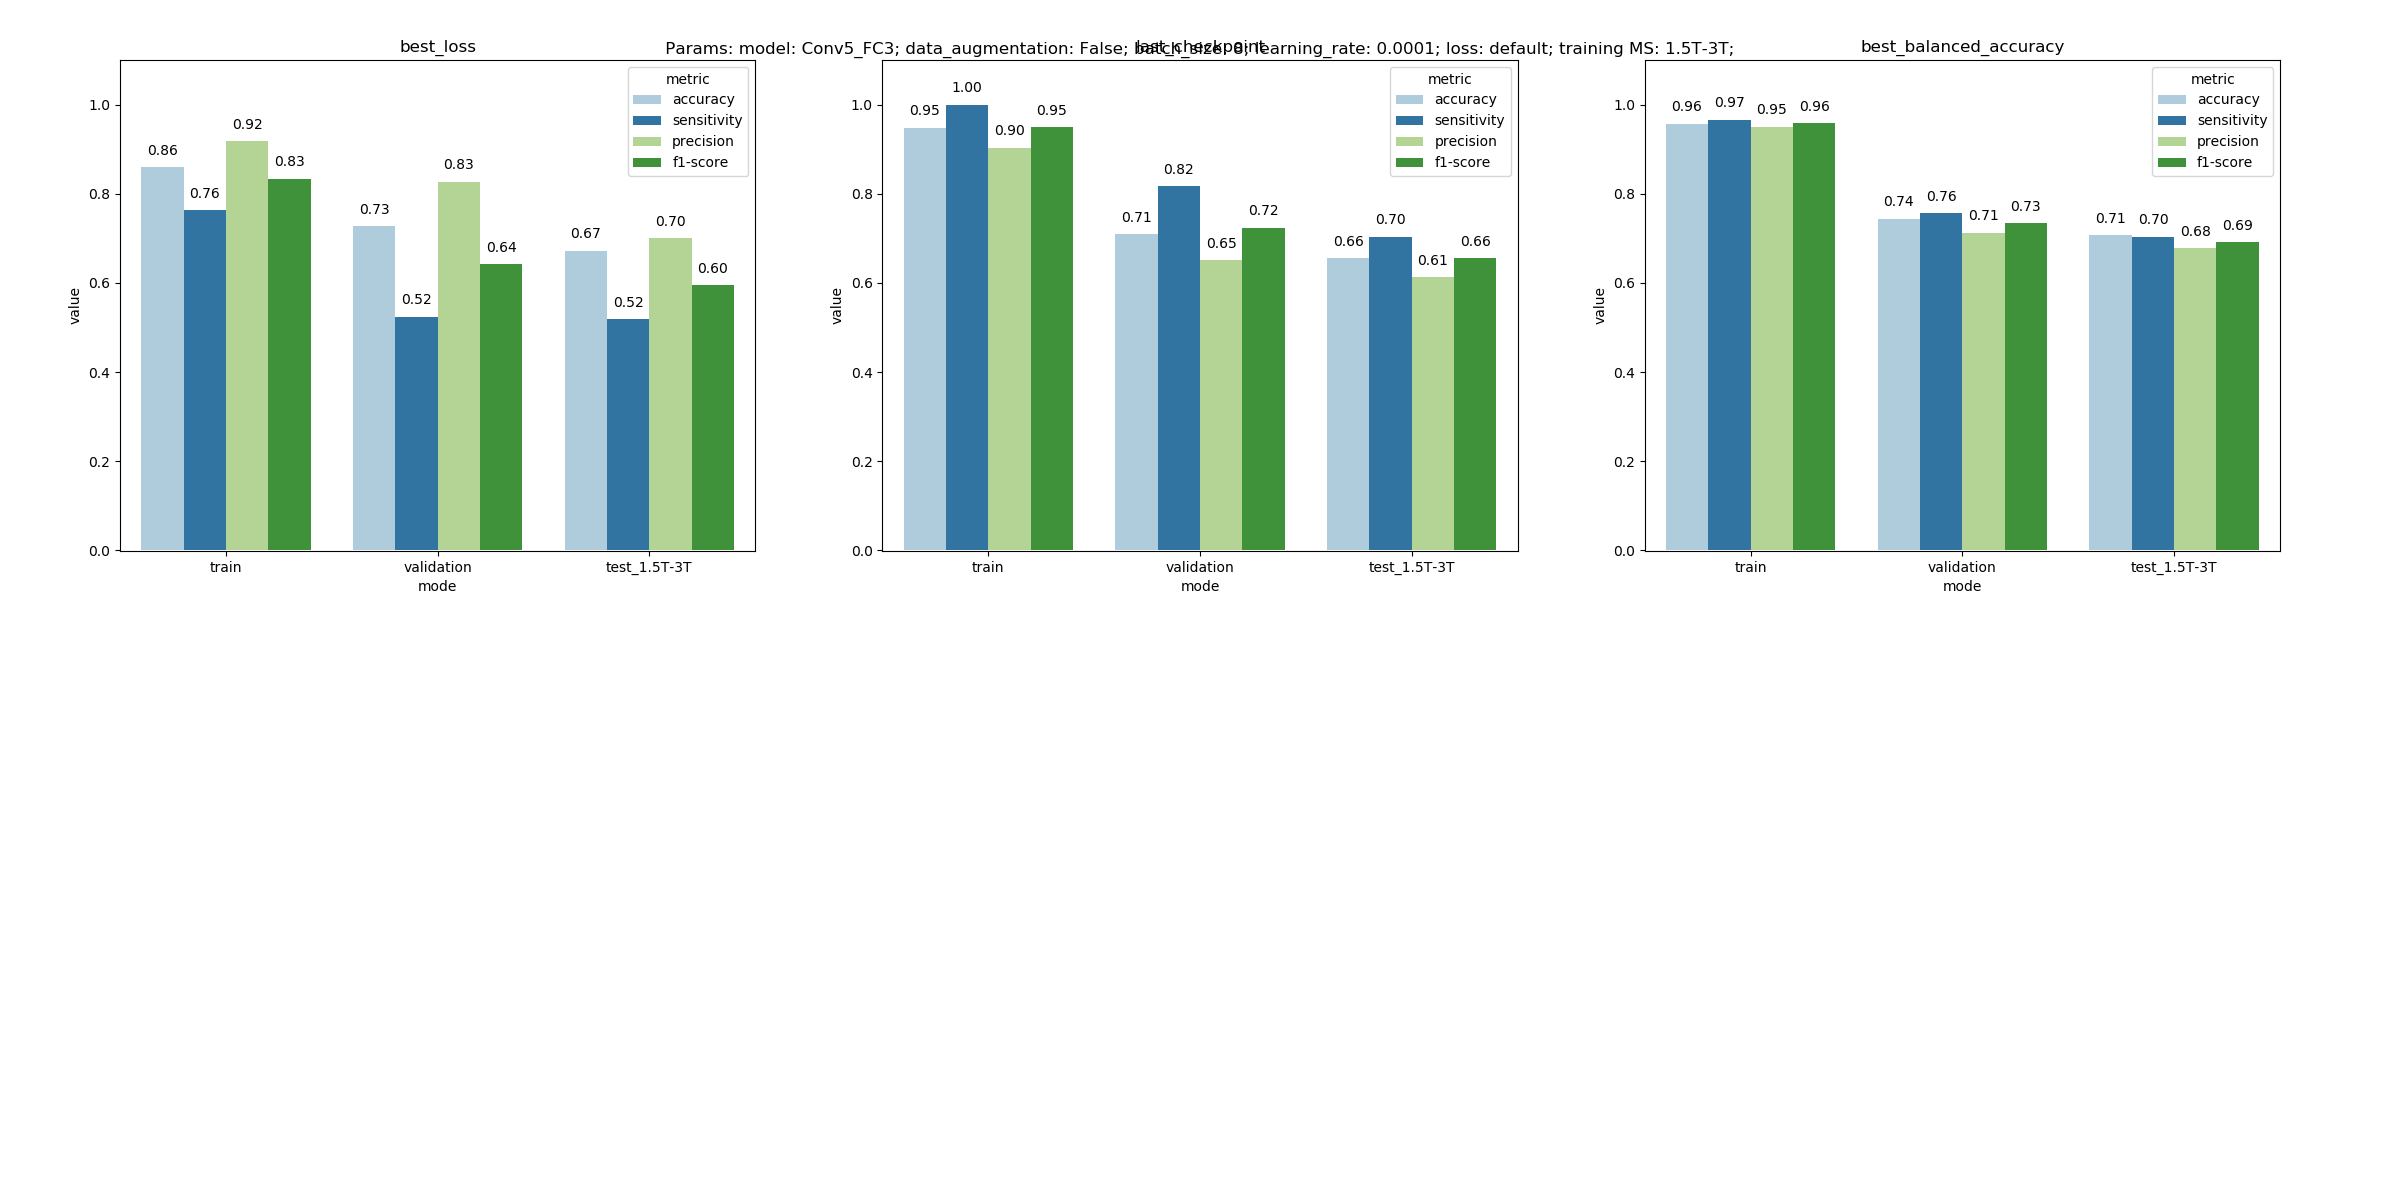 best_loss
Params: model: Conv5_FC3; data_augmentation: False; batch_size: 8; learning_rate: 0.0001; loss: default; training MS: 1.5T-3T;
last_checkpoint
best_balanced_accuracy
metric
accuracy
sensitivity
precision
f1-score
1.0
0.8
0.6
0.4
0.2
0.0
value
0.86
0.76
0.92
0.83
0.73
0.52
0.83
0.64
0.67
0.52
0.70
0.60
train
validation
test_1.5T-3T
mode
metric
accuracy
sensitivity
precision
f1-score
1.0
0.8
0.6
0.4
0.2
0.0
value
0.95
1.00
0.90
0.95
0.71
0.82
0.65
0.72
0.66
0.70
0.61
0.66
train
validation
test_1.5T-3T
mode
metric
accuracy
sensitivity
precision
f1-score
1.0
0.8
0.6
0.4
0.2
0.0
value
0.96
0.97
0.95
0.96
0.74
0.76
0.71
0.73
0.71
0.70
0.68
0.69
train
validation
test_1.5T-3T
mode